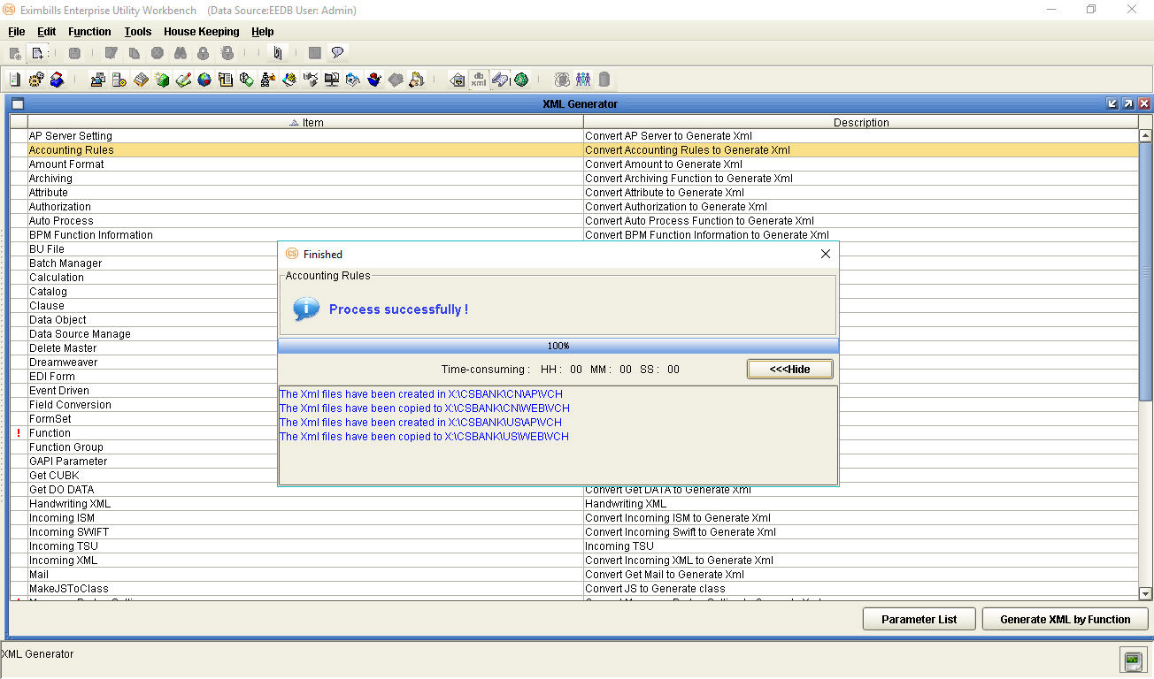 Eximbills Enterprise Utility Workbench (Data Source:EEDB User: Admin)
File Edit Function Tools House Keeping Help
XML Generator
Item Description
AP Server Setting Convert AP Server to Generate Xml
Accounting Rules Convert Accounting Rules to Generate Xml
Amount Format Convert Amount to Generate Xml
Archiving Convert Archiving Function to Generate Xml
Attribute Convert Attribute to Generate Xml
Authorization Convert Authorization to Generate Xml
Auto Process Convert Auto Process Function to Generate Xml
BPM Function Information Convert BPM Function Information to Generate Xml
BU File
Batch Manager
Calculation
Catalog
Clause
Data Object
Data Source Manage
Delete Master
Dreamweaver
EDI Form
Event Driven
Field Conversion
FormSet
! Function
Function Group
GAPI Parameter
Get CUBK
Get DO DATA Convert Get DATA to Generate Xml
Handwriting XML Handwriting XML
Incoming ISM Convert Incoming ISM to Generate Xml
Incoming SWIFT Convert Incoming Swift to Generate Xml
Incoming TSU Incoming TSU
Incoming XML Convert Incoming XML to Generate Xml
Mail Convert Get Mail to Generate Xml
MakeJSToClass Convert JS to Generate class
CS Finished
Accounting Rules
Process successfully !
100%
Time-consuming : HH : 00 MM : 00 SS : 00
<<<Hide
The Xml files have been created in X:\CSBANK\CN\AP\VCH
The Xml files have been copied to X:\CSBANK\CN\WEB\VCH
The Xml files have been created in X:\CSBANK\US\AP\VCH
The Xml files have been copied to X:\CSBANK\US\WEB\VCH
Parameter List Generate XML by Function
XML Generator